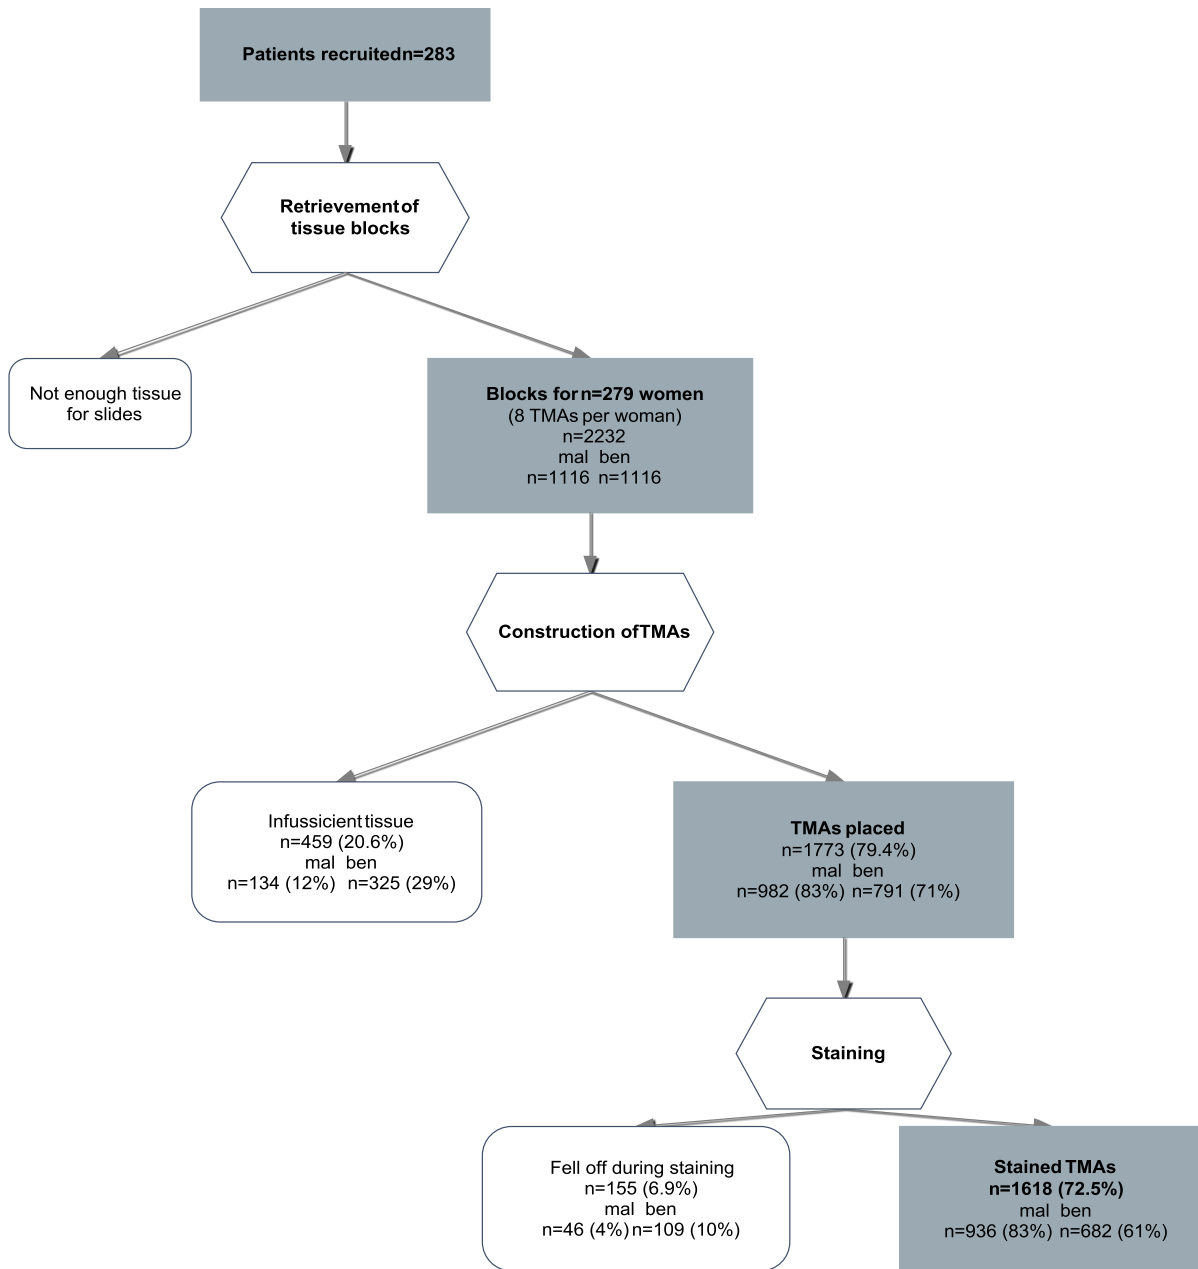 Patients recruitedn=283
Retrievement of
tissue blocks
Not enough tissue
for slides
Blocks for n=279 women
(8 TMAs per woman)
n=2232
mal ben
n=1116 n=1116
Construction of TMAs
Infussicient tissue
n=459 (20.6%)
mal ben
n=134 (12%) n=325 (29%)
TMAs placed
n=1773 (79.4%)
mal ben
n=982 (83%) n=791 (71%)
Staining
Fell off during staining
n=155 (6.9%)
mal ben
n=46 (4%) n=109 (10%)
Stained TMAs
n=1618 (72.5%)
mal ben
n=936 (83%) n=682 (61%)